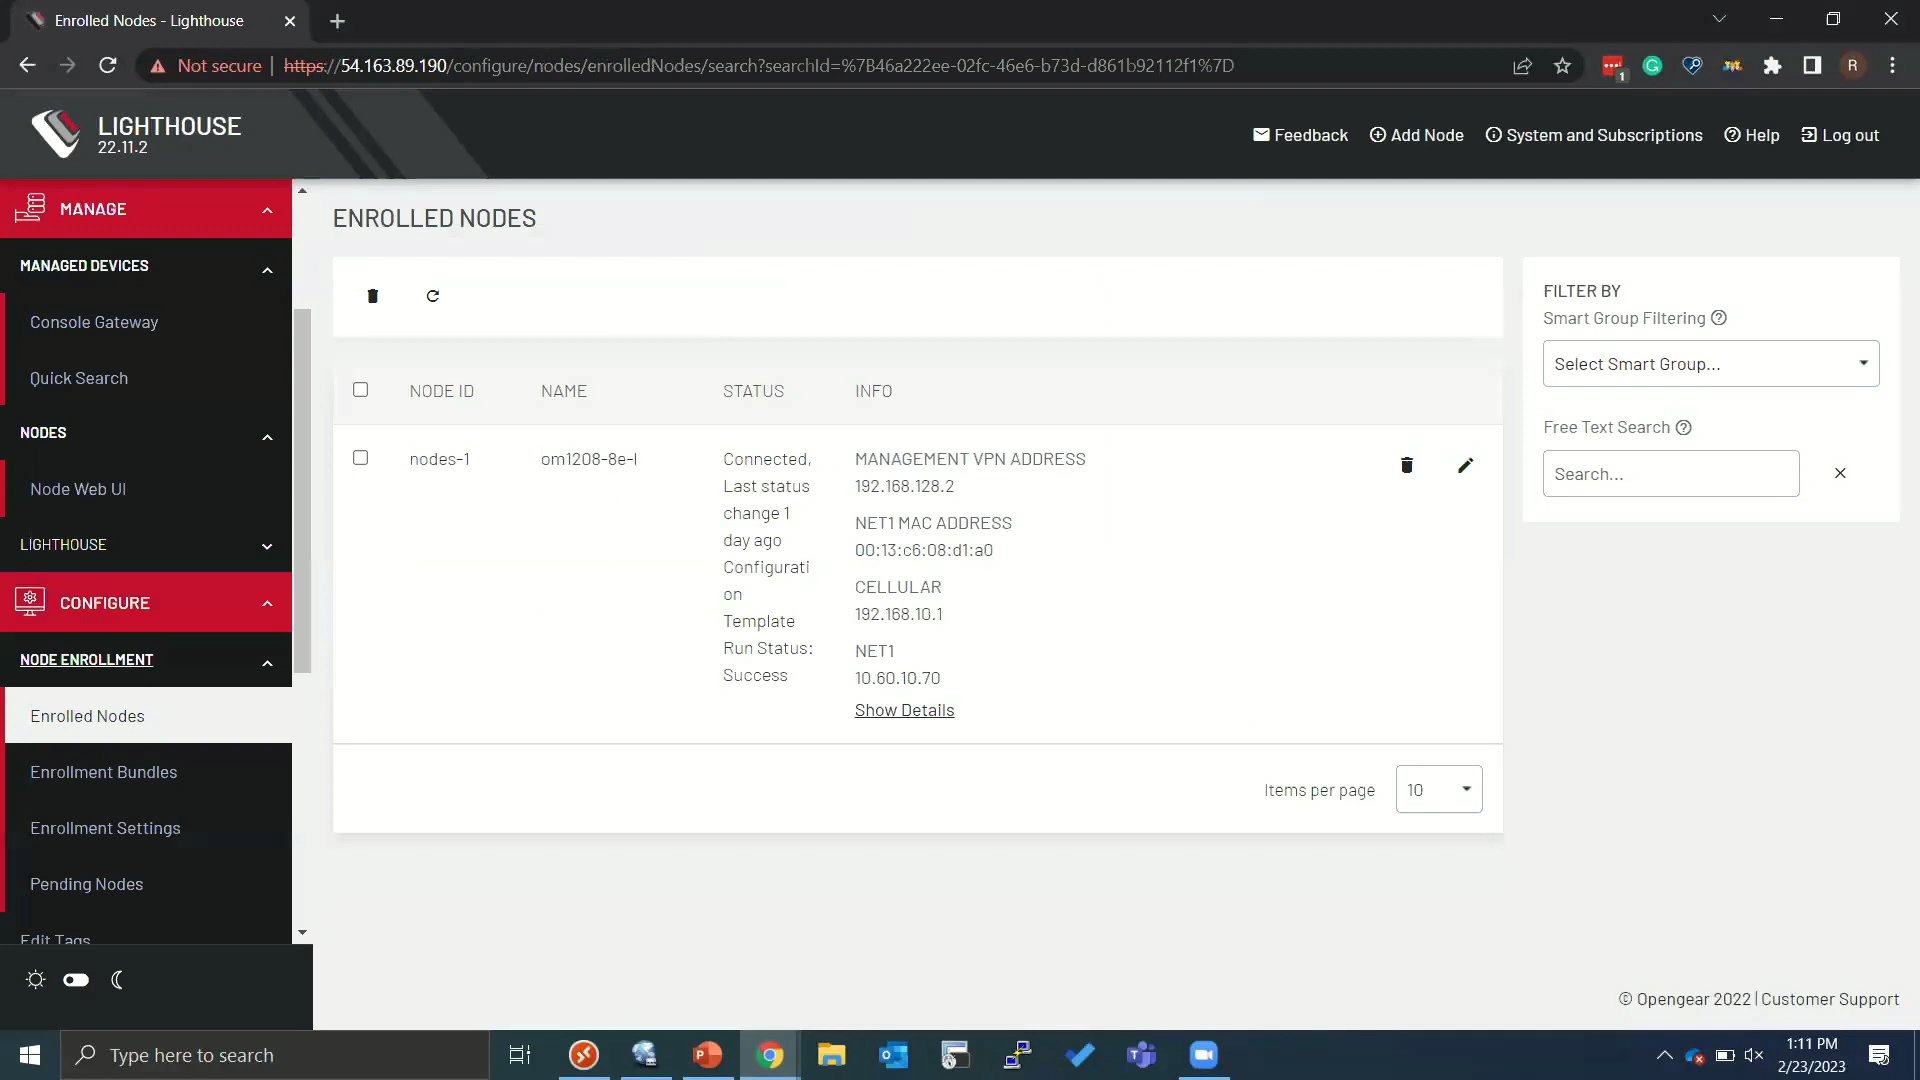 Enrolled Nodes - Lighthouse
Not secure | https://54.163.89.190/configure/nodes/enrolledNodes/search?searchId=%7B46a222ee-02fc-46e6-b73d-d861b92112f1%7D
1
R
LIGHTHOUSE
22.11.2
Feedback
Add Node
System and Subscriptions
Help
Log out
MANAGE
MANAGED DEVICES
Console Gateway
Quick Search
NODES
Node Web UI
LIGHTHOUSE
CONFIGURE
NODE ENROLLMENT
Enrolled Nodes
Enrollment Bundles
Enrollment Settings
Pending Nodes
Edit Tags
ENROLLED NODES
NODE ID
NAME
STATUS
INFO
nodes-1
om1208-8e-l
Connected,
Last status
change 1
day ago
Configurati
on
Template
Run Status:
Success
MANAGEMENT VPN ADDRESS
192.168.128.2
NET1 MAC ADDRESS
00:13:c6:08:d1:a0
CELLULAR
192.168.10.1
NET1
10.60.10.70
Show Details
Items per page
10
FILTER BY
Smart Group Filtering
Select Smart Group...
Free Text Search
Search...
© Opengear 2022 | Customer Support
Type here to search
1:11 PM
2/23/2023